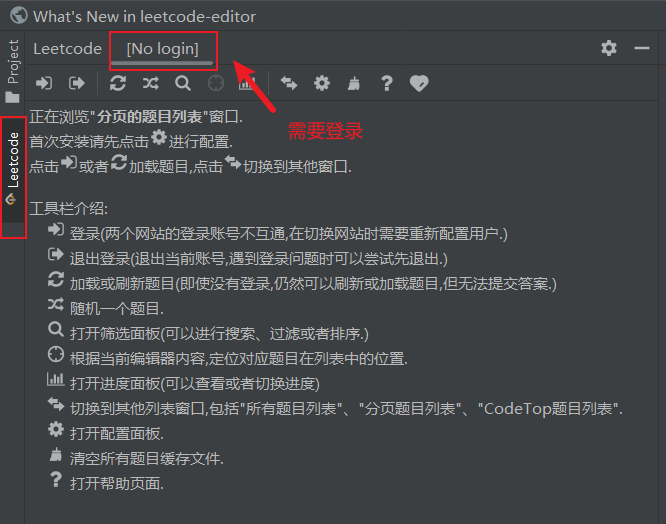 What's New in leetcode-editor
Project
Leetcode
Leetcode [No login]
需要登录
正在浏览"分页的题目列表"窗口.
首次安装请先点击进行配置.
点击或者加载题目,点击切换到其他窗口.
工具栏介绍:
登录(两个网站的登录账号不互通,在切换网站时需要重新配置用户.)
退出登录(退出当前账号,遇到登录问题时可以尝试先退出.)
加载或刷新题目(即使没有登录,仍然可以刷新或加载题目,但无法提交答案.)
随机一个题目.
打开筛选面板(可以进行搜索、过滤或者排序.)
根据当前编辑器内容,定位对应题目在列表中的位置.
打开进度面板(可以查看或者切换进度)
切换到其他列表窗口,包括"所有题目列表"、"分页题目列表"、"CodeTop题目列表".
打开配置面板.
清空所有题目缓存文件.
打开帮助页面.